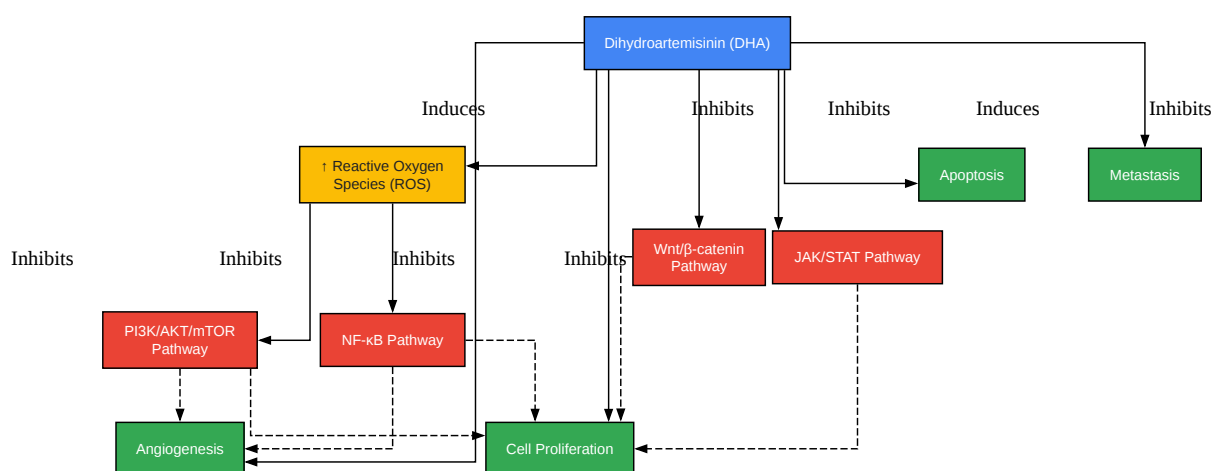 Dihydroartemisinin (DHA)
Induces
Inhibits
Inhibits
Induces
Inhibits
↑ Reactive Oxygen
Species (ROS)
Apoptosis
Metastasis
Inhibits
Inhibits
Inhibits
Inhibits
Wnt/β-catenin
Pathway
JAK/STAT Pathway
PI3K/AKT/mTOR
Pathway
NF-κB Pathway
Angiogenesis
Cell Proliferation